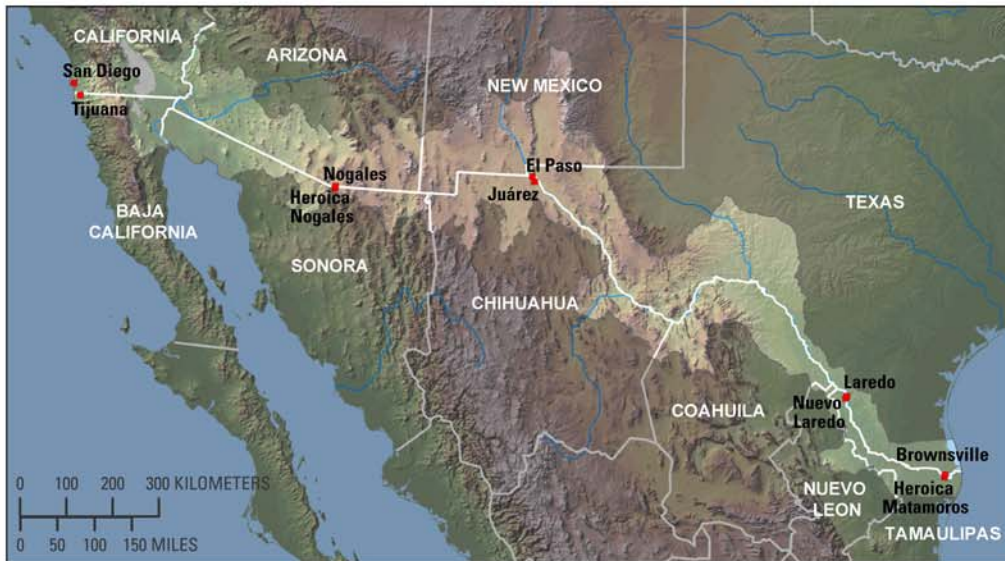 CALIFORNIA
ARIZONA
San Diego
Tijuana
NEW MEXICO
El Paso
Juárez
Nogales
Heroica
Nogales
BAJA
CALIFORNIA
SONORA
TEXAS
CHIHUAHUA
COAHUILA
Laredo
Nuevo
Laredo
Brownsville
Heroica
Matamoros
NUEVO
LEON
TAMAULIPAS
0 100 200 300 KILOMETERS
0 50 100 150 MILES